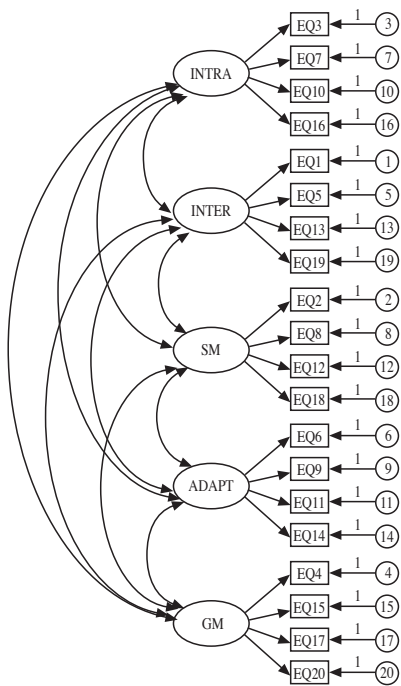 EQ3 1 3
EQ7 1 7
INTRA
EQ10 1 10
EQ16 1 16
EQ1 1 1
EQ5 1 5
INTER
EQ13 1 13
EQ19 1 19
EQ2 1 2
EQ8 1 8
SM
EQ12 1 12
EQ18 1 18
EQ6 1 6
EQ9 1 9
ADAPT
EQ11 1 11
EQ14 1 14
EQ4 1 4
EQ15 1 15
GM
EQ17 1 17
EQ20 1 20